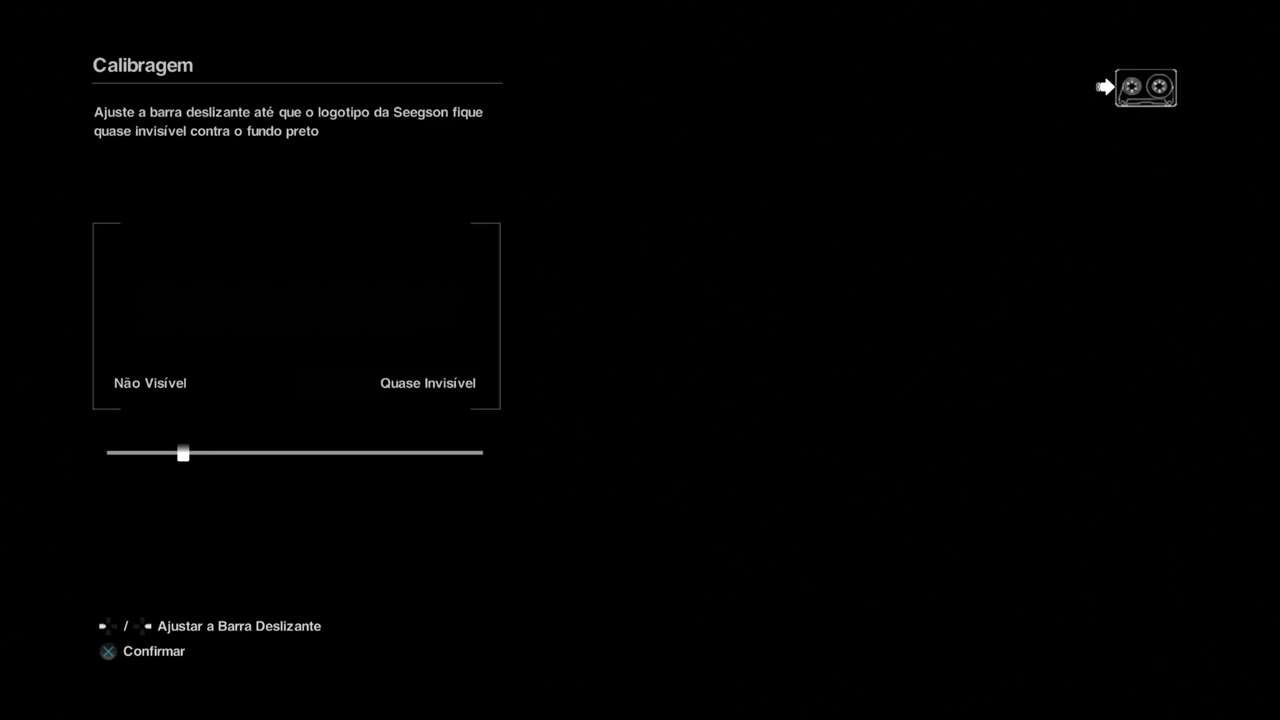 Calibragem
Ajuste a barra deslizante até que o logotipo da Seegson fique
quase invisível contra o fundo preto
Não Visível
Quase Invisível
/ Ajustar a Barra Deslizante
Confirmar